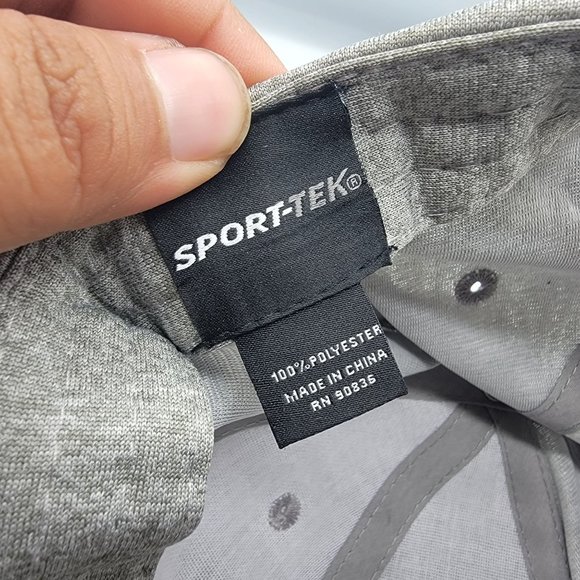 SPORT-TEK®
100% POLYESTER
MADE IN CHINA
RN 90836